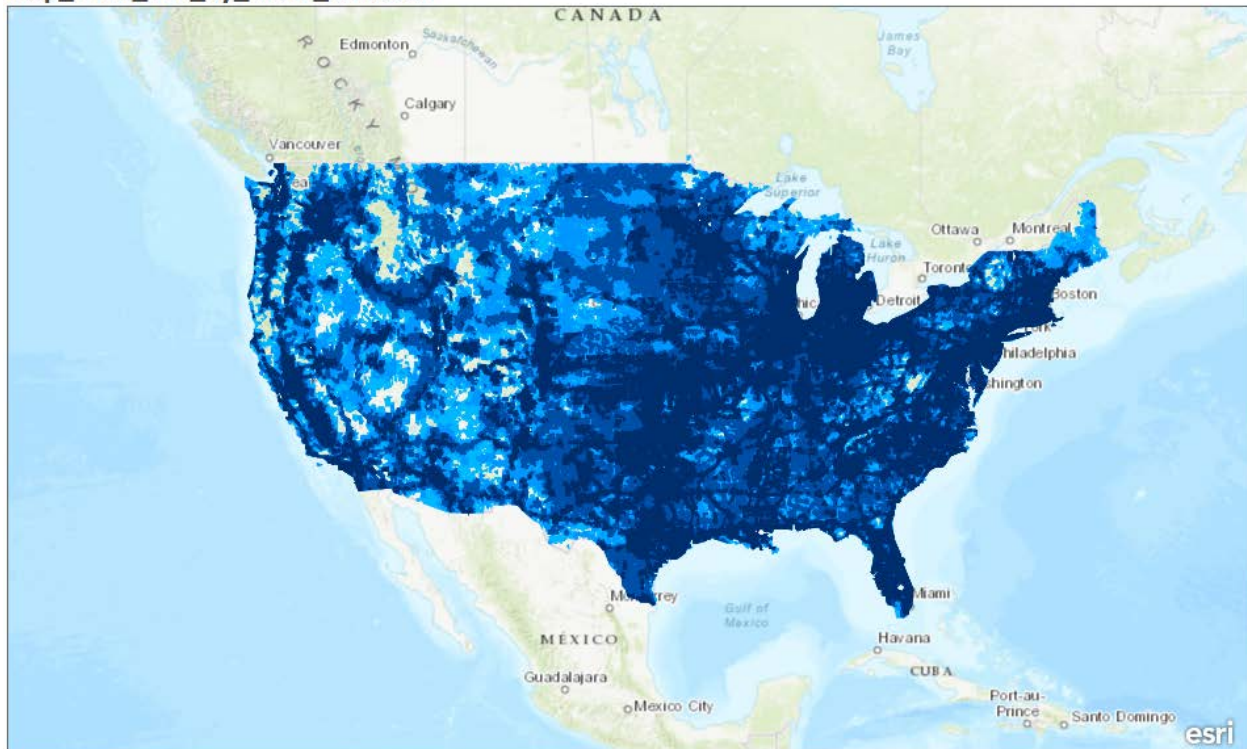 CANADA
Edmonton
Saskatchewan
James
Bay
ROCKY M
Calgary
Vancouver
Lake
Superior
Ottawa
Montreal
Lake
Huron
Toronto
Detroit
Boston
Philadelphia
shington
Miami
Monterrey
Gulf of
Mexico
MÉXICO
Havana
CUBA
Guadalajara
Mexico City
Port-au-
Prince
Santo Domingo
esri